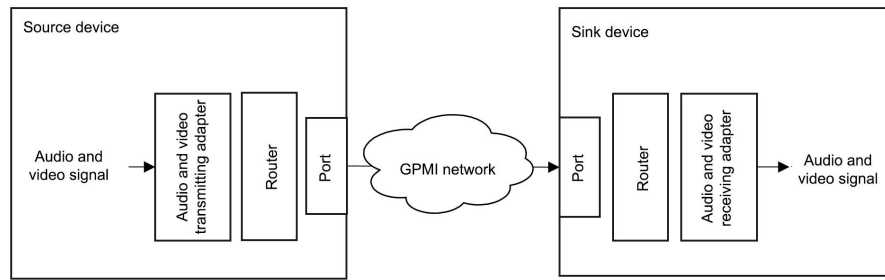 Source device
Audio and
video signal
Audio and video
transmitting adapter
Router
Port
GPMI network
Sink device
Port
Router
Audio and video
receiving adapter
Audio and
video signal